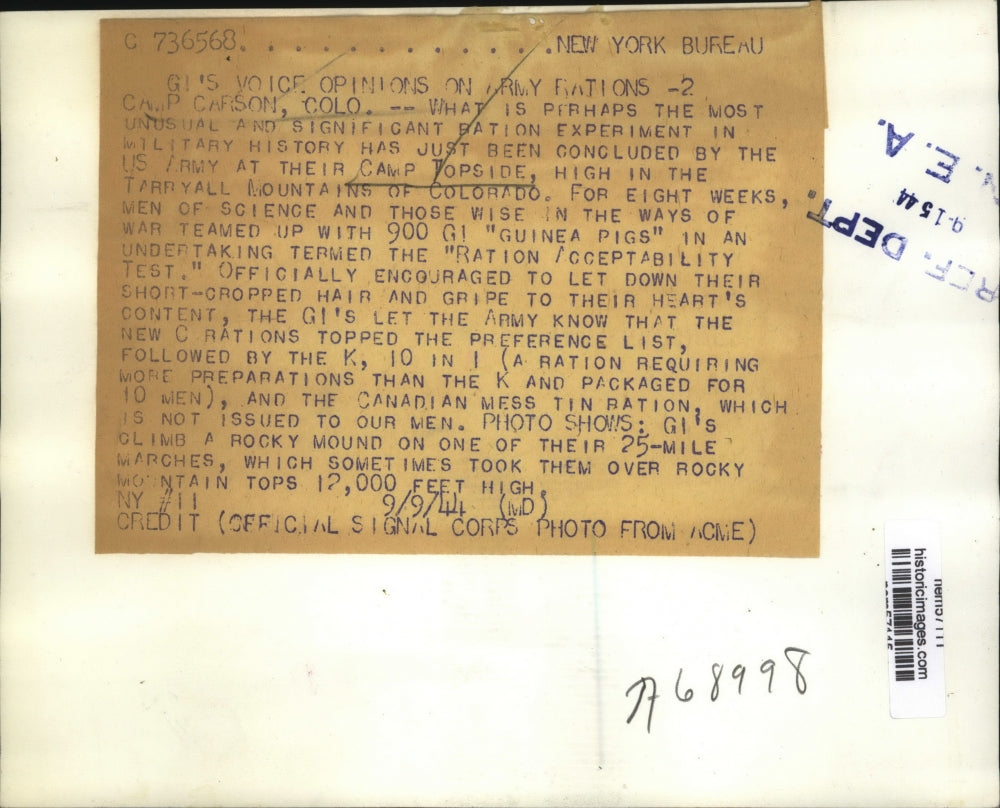 C 736568. . . . . . . . . . . . .NEW YORK BUREAU
GI'S VOICE OPINIONS ON ARMY RATIONS -2
CAMP CARSON, COLO. -- WHAT IS PERHAPS THE MOST
UNUSUAL AND SIGNIFICANT RATION EXPERIMENT IN
MILITARY HISTORY HAS JUST BEEN CONCLUDED BY THE
US ARMY AT THEIR CAMP TOPSIDE, HIGH IN THE
TARRYALL MOUNTAINS OF COLORADO. FOR EIGHT WEEKS,
MEN OF SCIENCE AND THOSE WISE IN THE WAYS OF
WAR TEAMED UP WITH 900 GI "GUINEA PIGS" IN AN
UNDERTAKING TERMED THE "RATION ACCEPTABILITY
TEST." OFFICIALLY ENCOURAGED TO LET DOWN THEIR
SHORT-CROPPED HAIR AND GRIPE TO THEIR HEART'S
CONTENT, THE GI'S LET THE ARMY KNOW THAT THE
NEW C RATIONS TOPPED THE PREFERENCE LIST,
FOLLOWED BY THE K, 10 IN 1 (A RATION REQUIRING
MORE PREPARATIONS THAN THE K AND PACKAGED FOR
10 MEN), AND THE CANADIAN MESS TIN RATION, WHICH
IS NOT ISSUED TO OUR MEN. PHOTO SHOWS: GI'S
CLIMB A ROCKY MOUND ON ONE OF THEIR 25-MILE
MARCHES, WHICH SOMETIMES TOOK THEM OVER ROCKY
MOUNTAIN TOPS 12,000 FEET HIGH.
NY #11 9/9/44 (MD)
CREDIT (OFFICIAL SIGNAL CORPS PHOTO FROM ACME)
N. E. A.
9-15 44
REF. DEPT.
historicimages.com
A68998